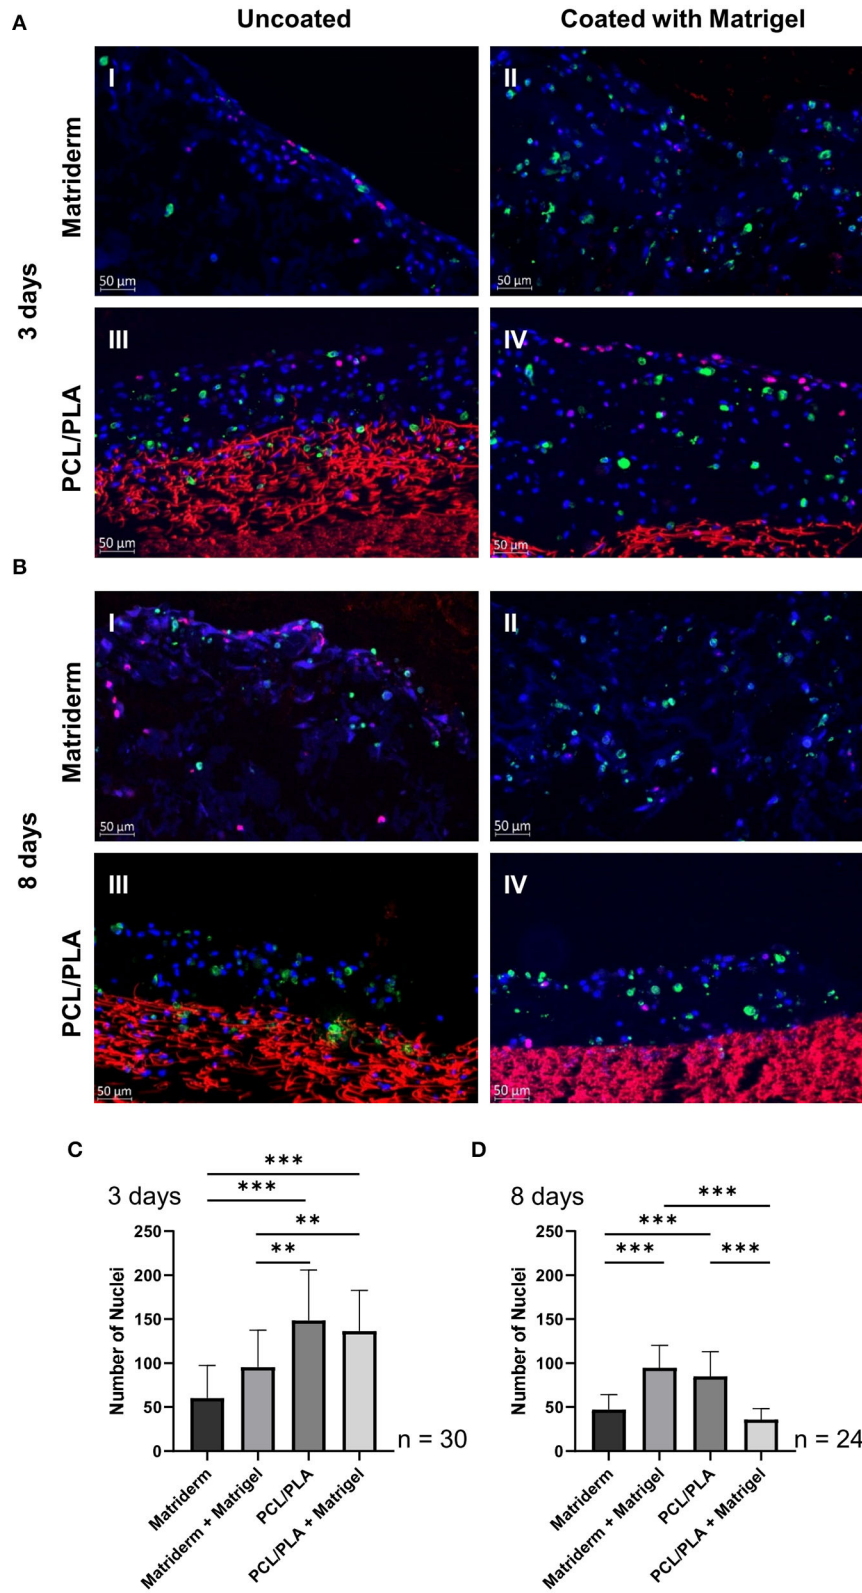 A
Uncoated
Coated with Matrigel
3 days
Matriderm
I
50 µm
II
50 µm
PCL/PLA
III
50 µm
IV
50 µm
B
8 days
Matriderm
I
50 µm
II
50 µm
PCL/PLA
III
50 µm
IV
50 µm
C
3 days
***
***
**
**
Number of Nuclei
250
200
150
100
50
0
n = 30
Matriderm
Matriderm + Matrigel
PCL/PLA
PCL/PLA + Matrigel
D
8 days
***
***
***
***
Number of Nuclei
250
200
150
100
50
0
n = 24
Matriderm
Matriderm + Matrigel
PCL/PLA
PCL/PLA + Matrigel